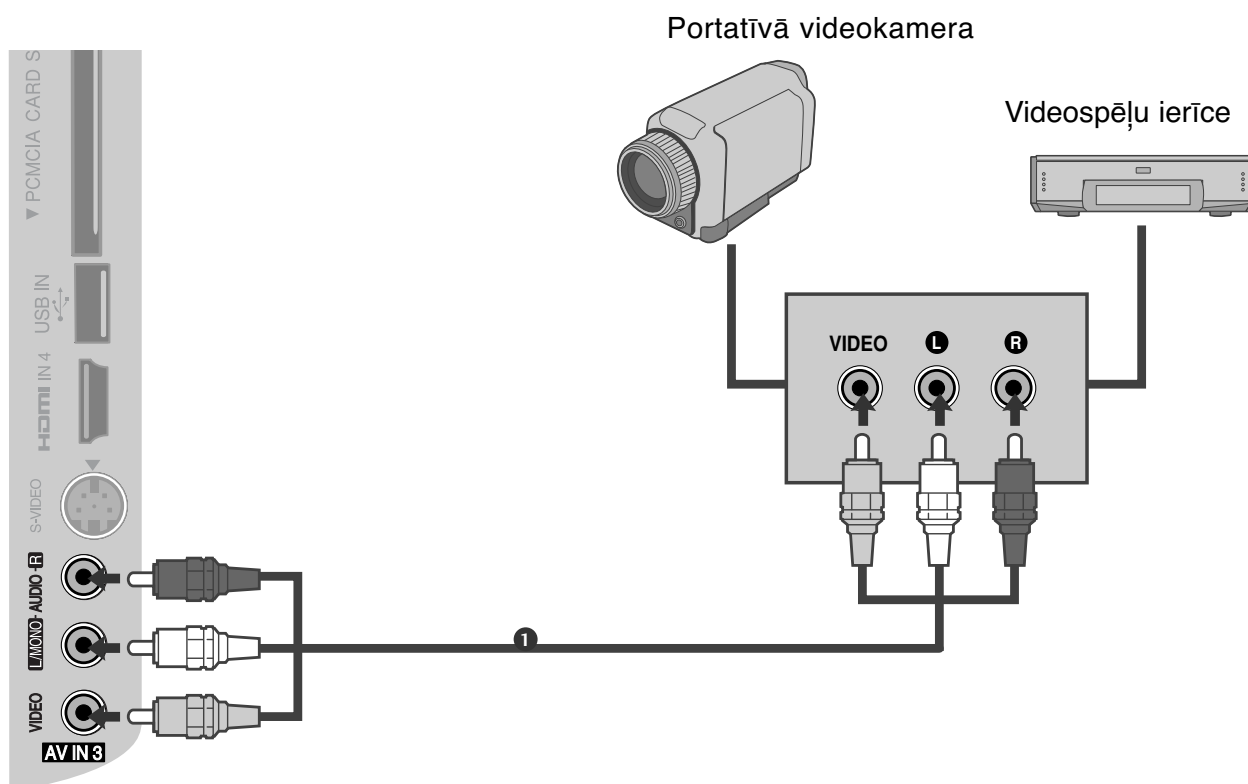 Portatīvā videokamera
Videospēļu ierīce
VIDEO L R
▼ PCMCIA CARD S
USB IN
HDMI IN 4
S-VIDEO
L/MONO - AUDIO - R
VIDEO
AV IN 3
1